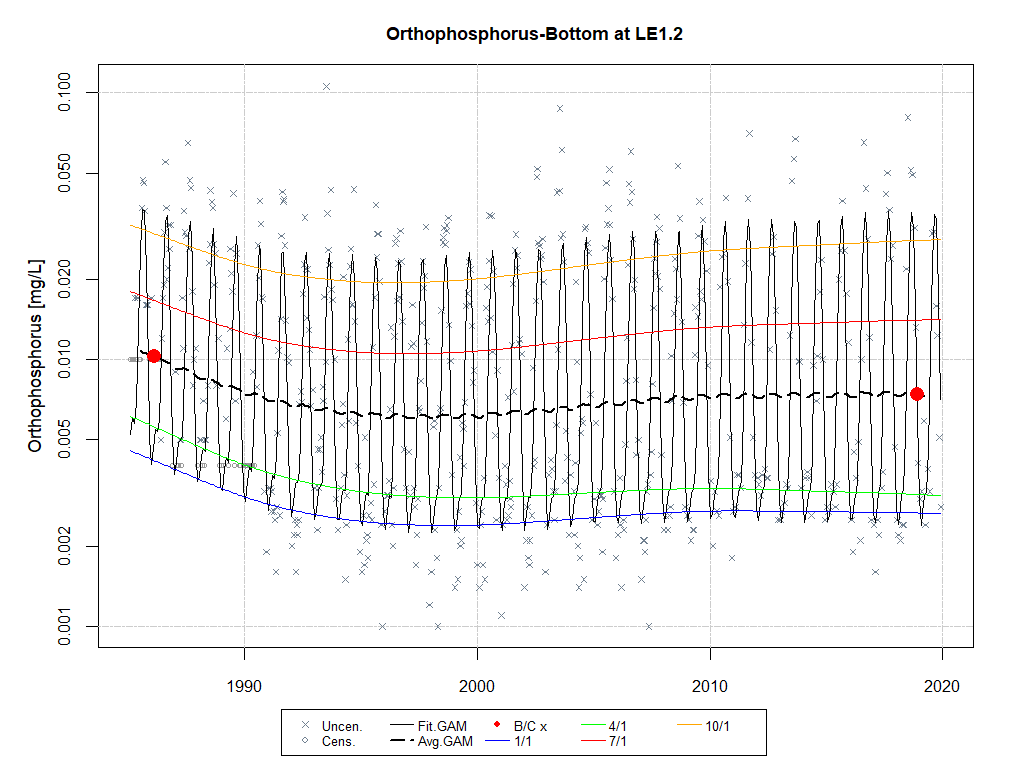 Orthophosphorus-Bottom at LE1.2
Orthophosphorus [mg/L]
0.100
0.050
0.020
0.010
0.005
0.002
0.001
1990 2000 2010 2020
Uncen. Fit.GAM B/C x 4/1 10/1
Cens. Avg.GAM 1/1 7/1